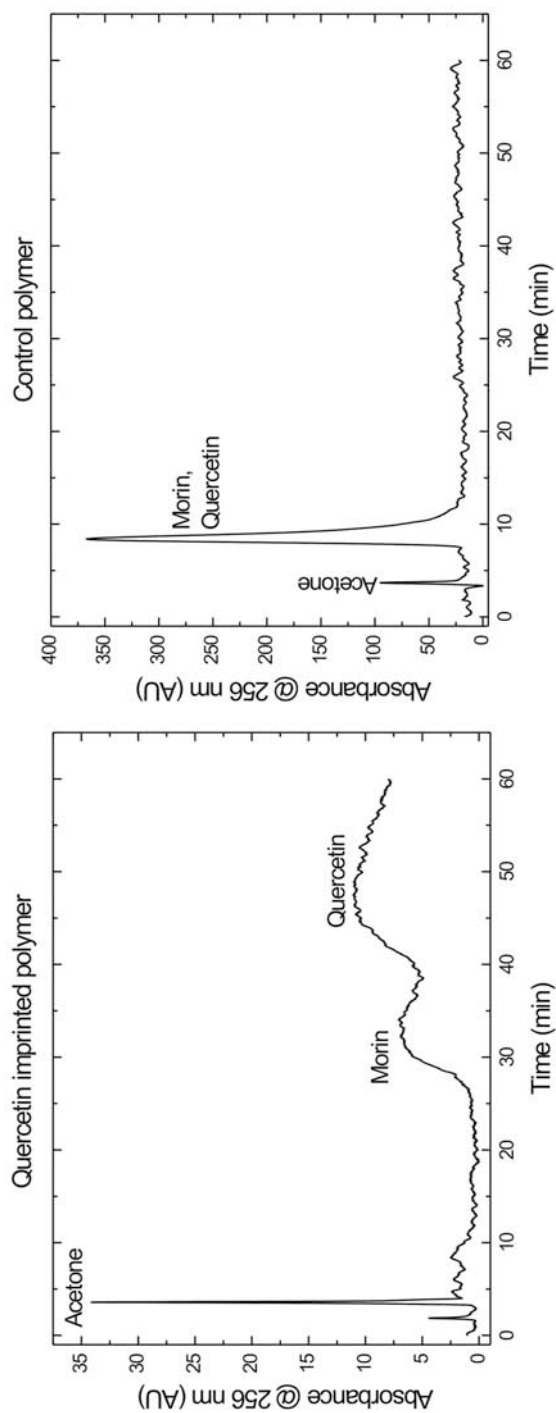 Quercetin imprinted polymer
Absorbance @ 256 nm (AU)
35
30
25
20
15
10
5
0
Acetone
Morin
Quercetin
0 10 20 30 40 50 60
Time (min)
Control polymer
Absorbance @ 256 nm (AU)
400
350
300
250
200
150
100
50
0
Acetone
Morin,
Quercetin
0 10 20 30 40 50 60
Time (min)